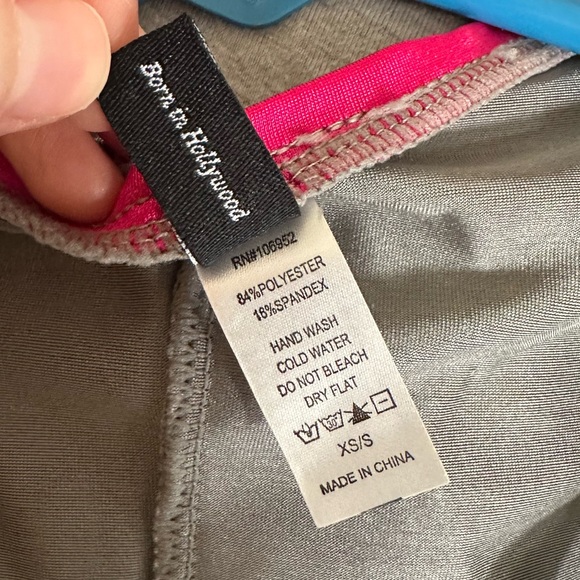 Born in Hollywood
RN#106952
84%POLYESTER
16%SPANDEX
HAND WASH
COLD WATER
DO NOT BLEACH
DRY FLAT
XS/S
MADE IN CHINA